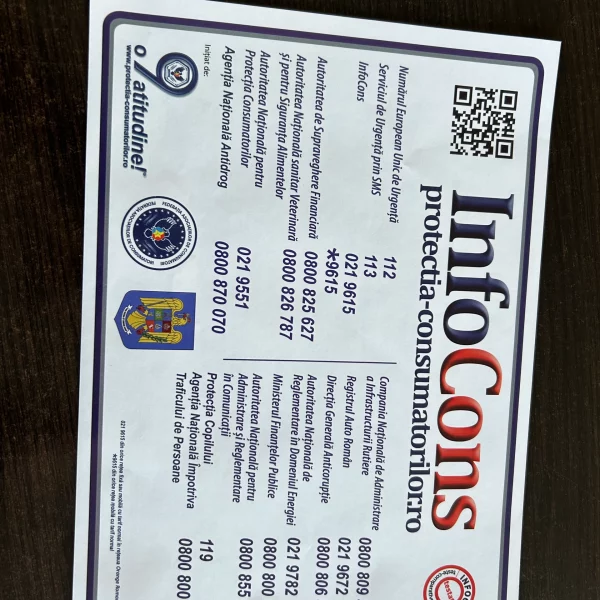 InfoCons
protectia-consumatorilor.ro
Numărul European Unic de Urgență 112
Serviciul de Urgență prin SMS 113
InfoCons 021 9615
*9615
Autoritatea de Supraveghere Financiară 0800 825 627
Autoritatea Națională sanitar Veterinară
și pentru Siguranța Alimentelor 0800 826 787
Autoritatea Națională pentru
Protecția Consumatorilor 021 9551
Agenția Națională Antidrog 0800 870 070
Compania Națională de Administrare
a Infrastructurii Rutiere 0800 809
Registrul Auto Român 021 9672
Direcția Generală Anticorupție 0800 806
Autoritatea Națională de
Reglementare în Domeniul Energiei 021 9782
Ministerul Finanțelor Publice 0800 800
Autoritatea Națională pentru
Administrare și Reglementare
în Comunicații 0800 855
Protecția Copilului 119
Agenția Națională Împotriva
Traficului de Persoane 0800 800
Inițiat de:
o 9 atitudine!
www.protectia-consumatorilor.ro